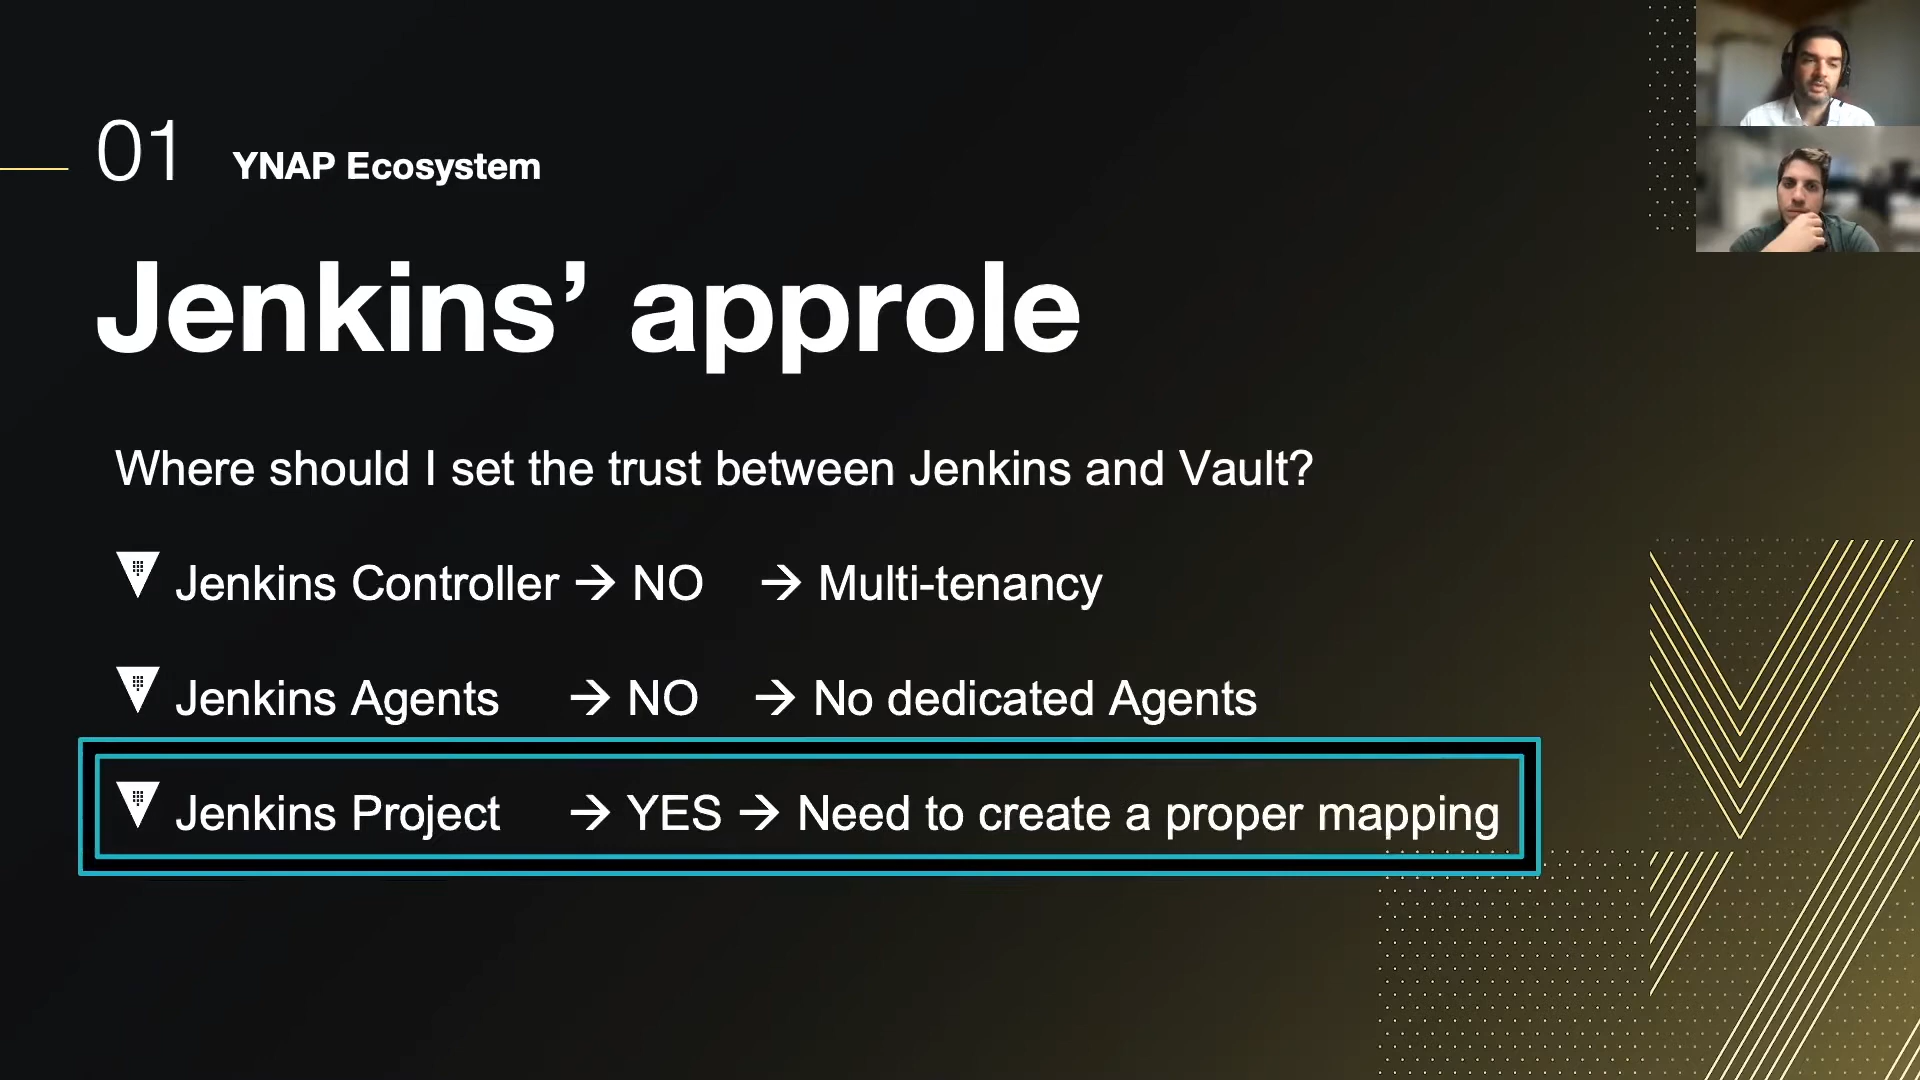 01 YNAP Ecosystem
Jenkins’ approle
Where should I set the trust between Jenkins and Vault?
Jenkins Controller → NO → Multi-tenancy
Jenkins Agents → NO → No dedicated Agents
Jenkins Project → YES → Need to create a proper mapping